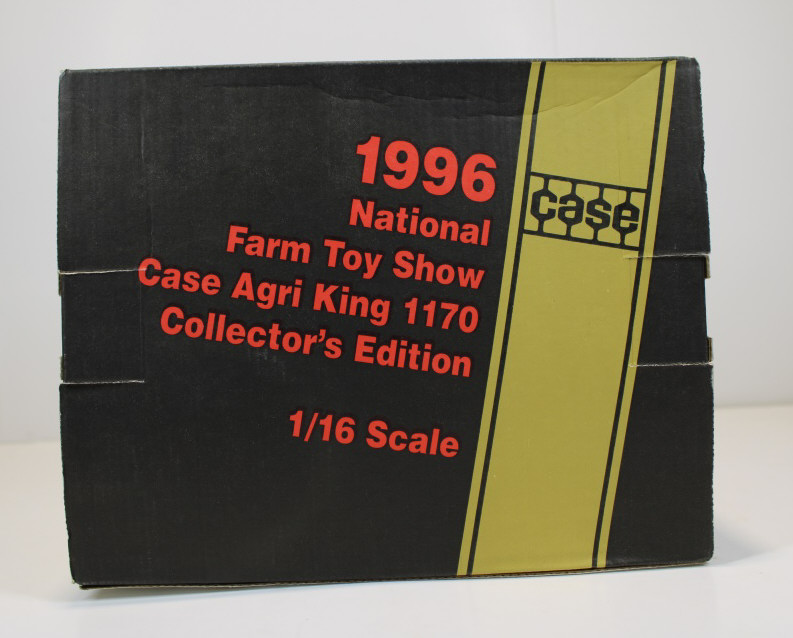 1996
National
Farm Toy Show
Case Agri King 1170
Collector's Edition
1/16 Scale
case